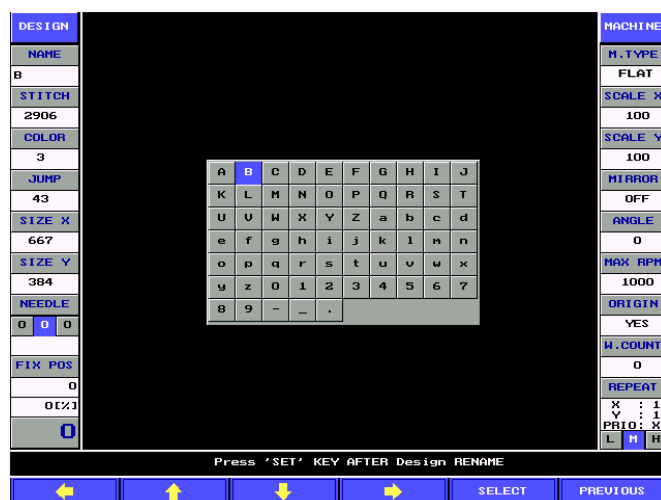 DESIGN
NAME
B
STITCH
2906
COLOR
3
JUMP
43
SIZE X
667
SIZE Y
384
NEEDLE
0 0 0
FIX POS
0
0[%]
0
A B C D E F G H I J
K L M N O P Q R S T
U V W X Y Z a b c d
e f g h i j k l m n
o p q r s t u v w x
y z 0 1 2 3 4 5 6 7
8 9 - _ .
MACHINE
M.TYPE
FLAT
SCALE X
100
SCALE Y
100
MIRROR
OFF
ANGLE
0
MAX RPM
1000
ORIGIN
YES
W.COUNT
0
REPEAT
X : 1
Y : 1
PRIO: X
L M H
Press 'SET' KEY AFTER Design RENAME
SELECT
PREVIOUS